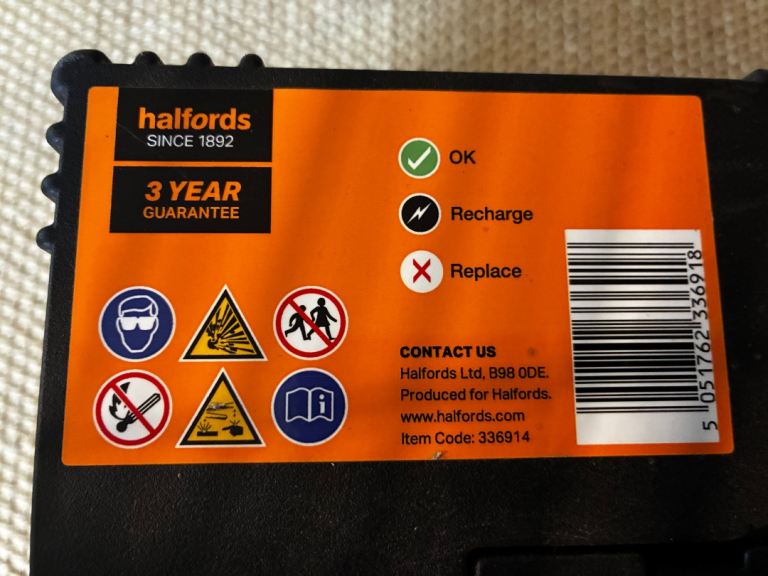 halfords
SINCE 1892
3 YEAR
GUARANTEE
OK
Recharge
Replace
CONTACT US
Halfords Ltd, B98 0DE.
Produced for Halfords.
www.halfords.com
Item Code: 336914
5 051762 336918